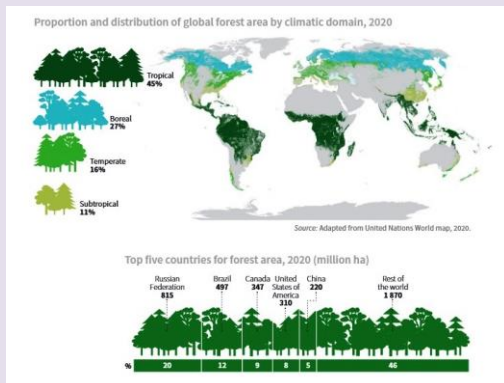 Proportion and distribution of global forest area by climatic domain, 2020
Tropical
45%
Boreal
27%
Temperate
16%
Subtropical
11%
Source: Adapted from United Nations World map, 2020.
Top five countries for forest area, 2020 (million ha)
Russian
Federation
815
Brazil
497
Canada
347
United
States of
America
310
China
220
Rest of
the world
1 870
% 20 12 9 8 5 46